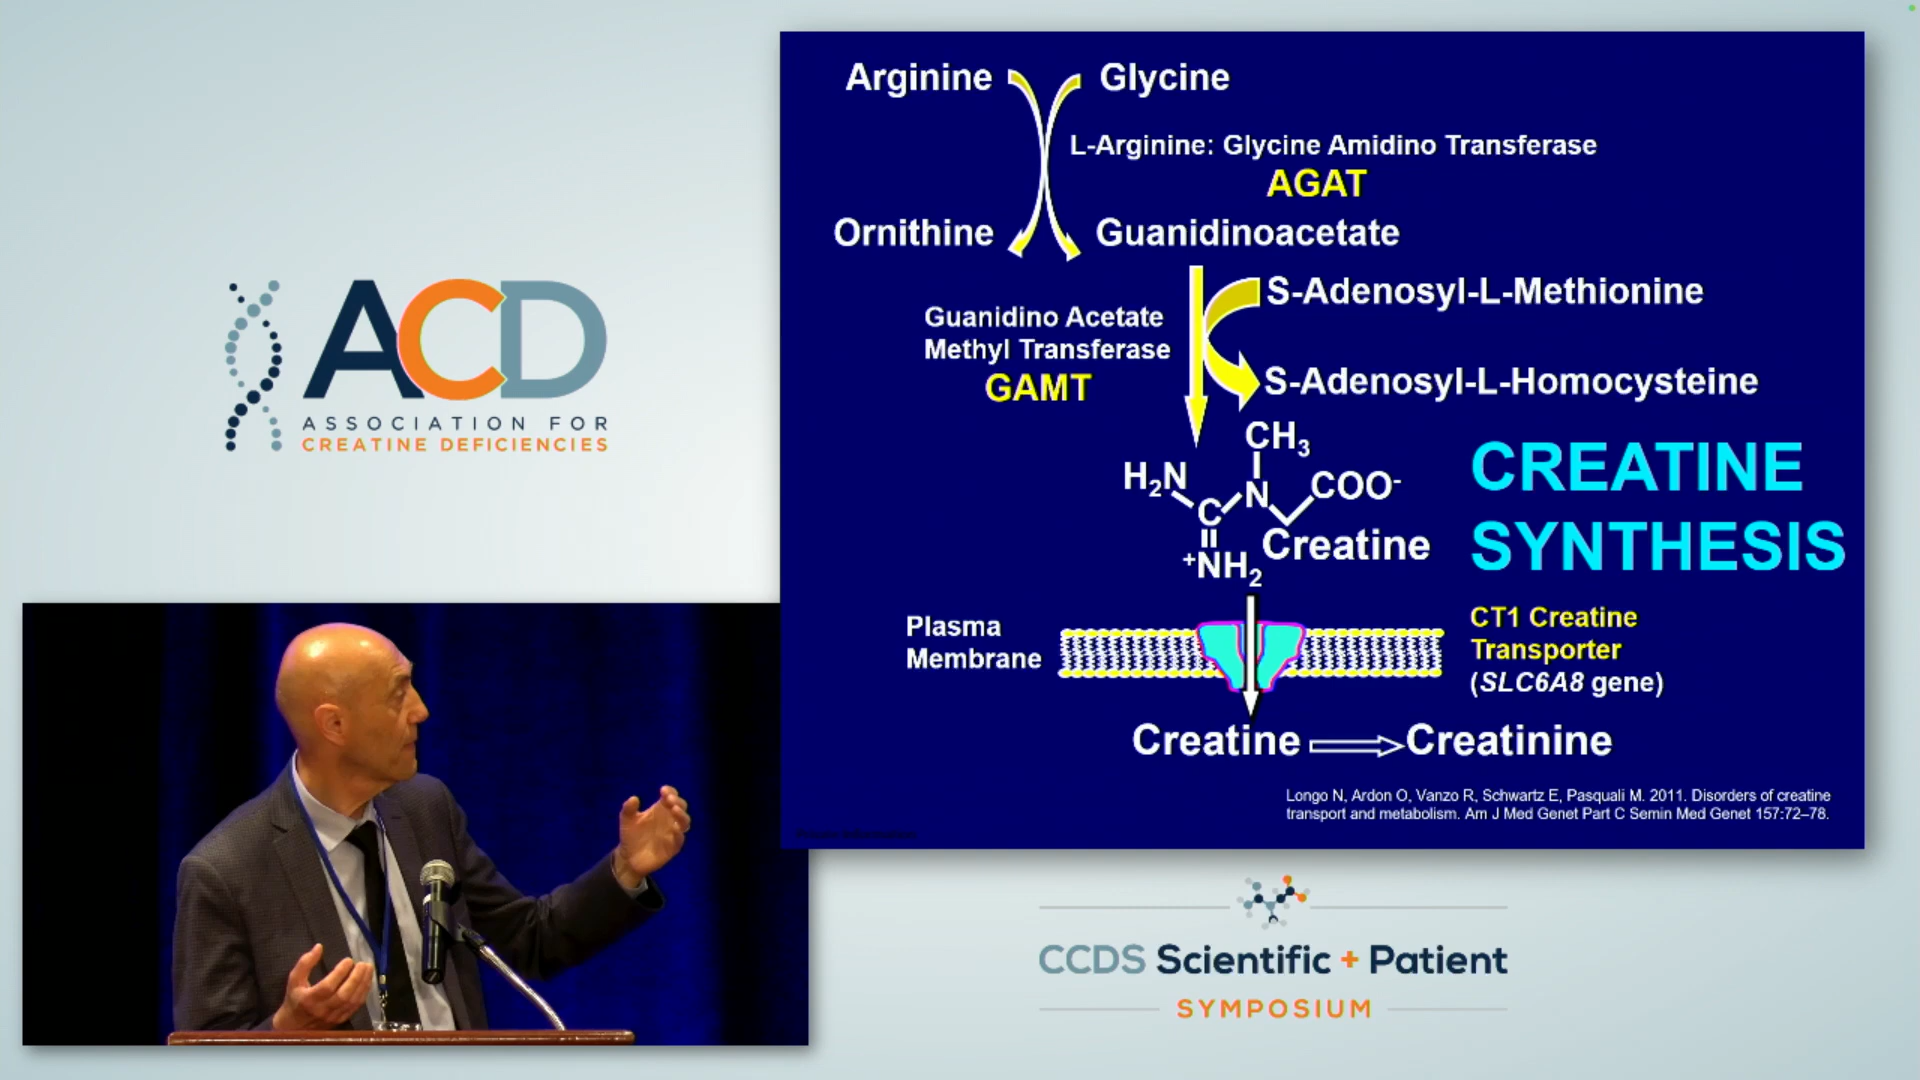 ACD
ASSOCIATION FOR
CREATINE DEFICIENCIES
Arginine
Glycine
L-Arginine: Glycine Amidino Transferase
AGAT
Ornithine
Guanidinoacetate
S-Adenosyl-L-Methionine
Guanidino Acetate
Methyl Transferase
GAMT
S-Adenosyl-L-Homocysteine
CH3
H2N
N
COO-
C
+NH2
Creatine
CREATINE
SYNTHESIS
Plasma
Membrane
CT1 Creatine
Transporter
(SLC6A8 gene)
Creatine
Creatinine
Longo N, Ardon O, Vanzo R, Schwartz E, Pasquali M. 2011. Disorders of creatine
transport and metabolism. Am J Med Genet Part C Semin Med Genet 157:72–78.
CCDS Scientific + Patient
SYMPOSIUM